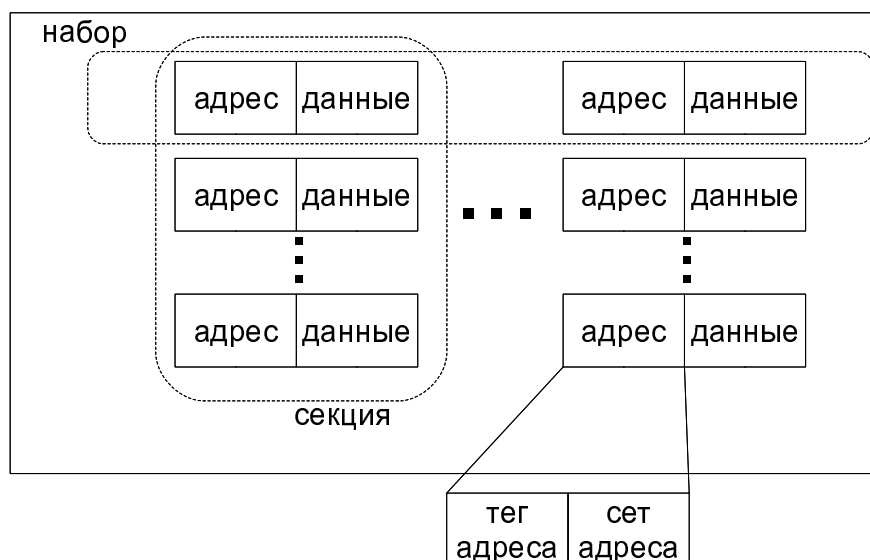 набор
адрес данные адрес данные
адрес данные адрес данные
адрес данные адрес данные
секция
тег сет
адреса адреса